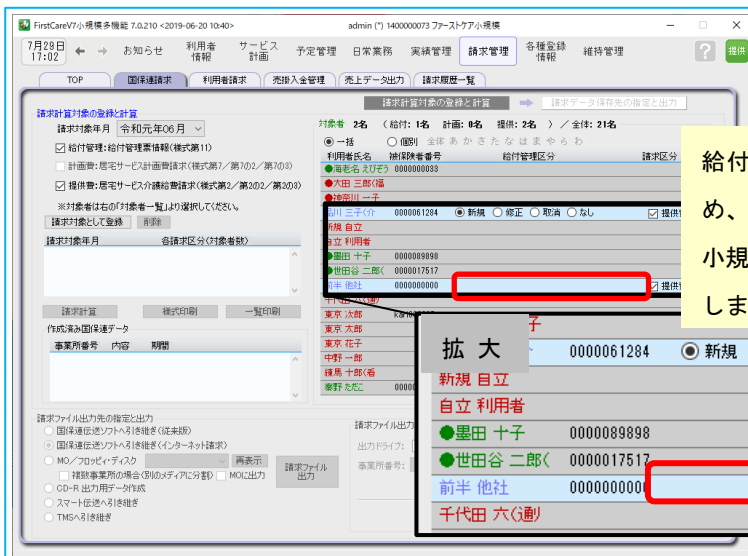 FirstCareV7小規模多機能 7.0.210 <2019-06-20 10:40>
admin (*) 1400000073 ファーストケア小規模
7月29日
17:02
お知らせ
利用者情報
サービス計画
予定管理
日常業務
実績管理
請求管理
各種登録情報
維持管理
?
提供
TOP
国保連請求
利用者請求
売掛入金管理
売上データ出力
請求履歴一覧
請求計算対象の登録と計算
請求データ保存先の指定と出力
請求計算対象の登録と計算
請求対象年月 令和元年06月
給付管理:給付管理票情報(様式第11)
計画費:居宅サービス計画費請求(様式第7/第7の2/第7の3)
提供費:居宅サービス介護給費請求(様式第2/第2の2/第2の3)
※対象者は右の「対象者一覧」より選択してください。
請求対象として登録 削除
請求対象年月 各請求区分(対象者数)
請求計算 様式印刷 一覧印刷
作成済み国保連データ
事業所番号 内容 期間
対象者 2名 (給付: 1名 計画: 0名 提供: 2名 ) /全体: 21名
一括 個別 全体 あ か さ た な は ま や ら わ
利用者氏名 被保険者番号 給付管理区分 請求区分
●海老名 えびぞう 0000000033
●大田 三郎(福
●神奈川 一子
品川 三子(介 0000061284 新規 修正 取消 なし 提供
新規 自立
自立 利用者
●墨田 十子 0000089898
●世田谷 二郎( 0000017517
前半 他社 0000000000 提供
千代田 六(通)
東京 次郎
東京 太郎
東京 花子
中野 一郎
練馬 十郎(看
秦野 ただこ 0000
給付
め、
小規
しま
拡 大
子
0000061284 新規
新規 自立
自立 利用者
●墨田 十子 0000089898
●世田谷 二郎( 0000017517
前半 他社 0000000000
千代田 六(通)
請求ファイル出力先の指定と出力
国保連伝送ソフトへ引き継ぎ(従来版)
国保連伝送ソフトへ引き継ぎ(インターネット請求)
MO/フロッピィ・ディスク 再表示
複数事業所の場合(別のメディアに分割) MOに出力
CD-R 出力用データ作成
スマート伝送へ引き継ぎ
TMSへ引き継ぎ
請求ファイル出力
請求ファイル出力
出力ドライブ:
事業所番号: